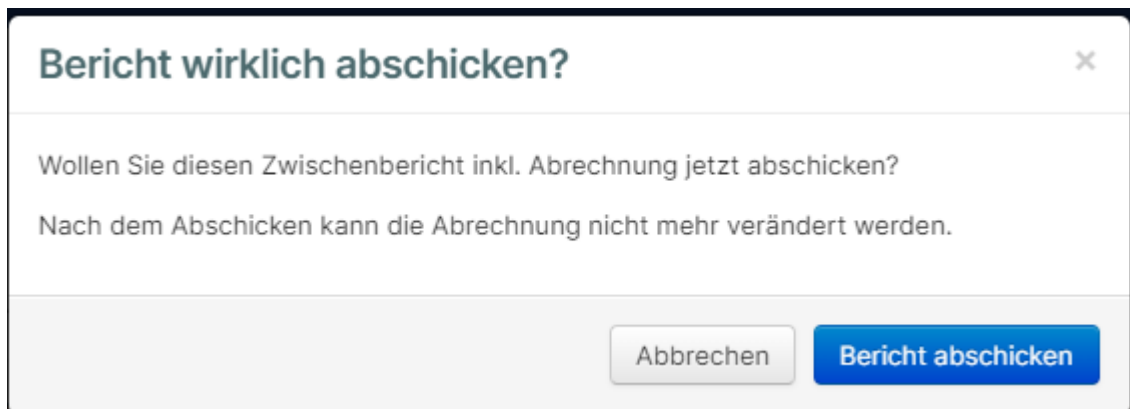 Bericht wirklich abschicken?
×
Wollen Sie diesen Zwischenbericht inkl. Abrechnung jetzt abschicken?
Nach dem Abschicken kann die Abrechnung nicht mehr verändert werden.
Abbrechen
Bericht abschicken